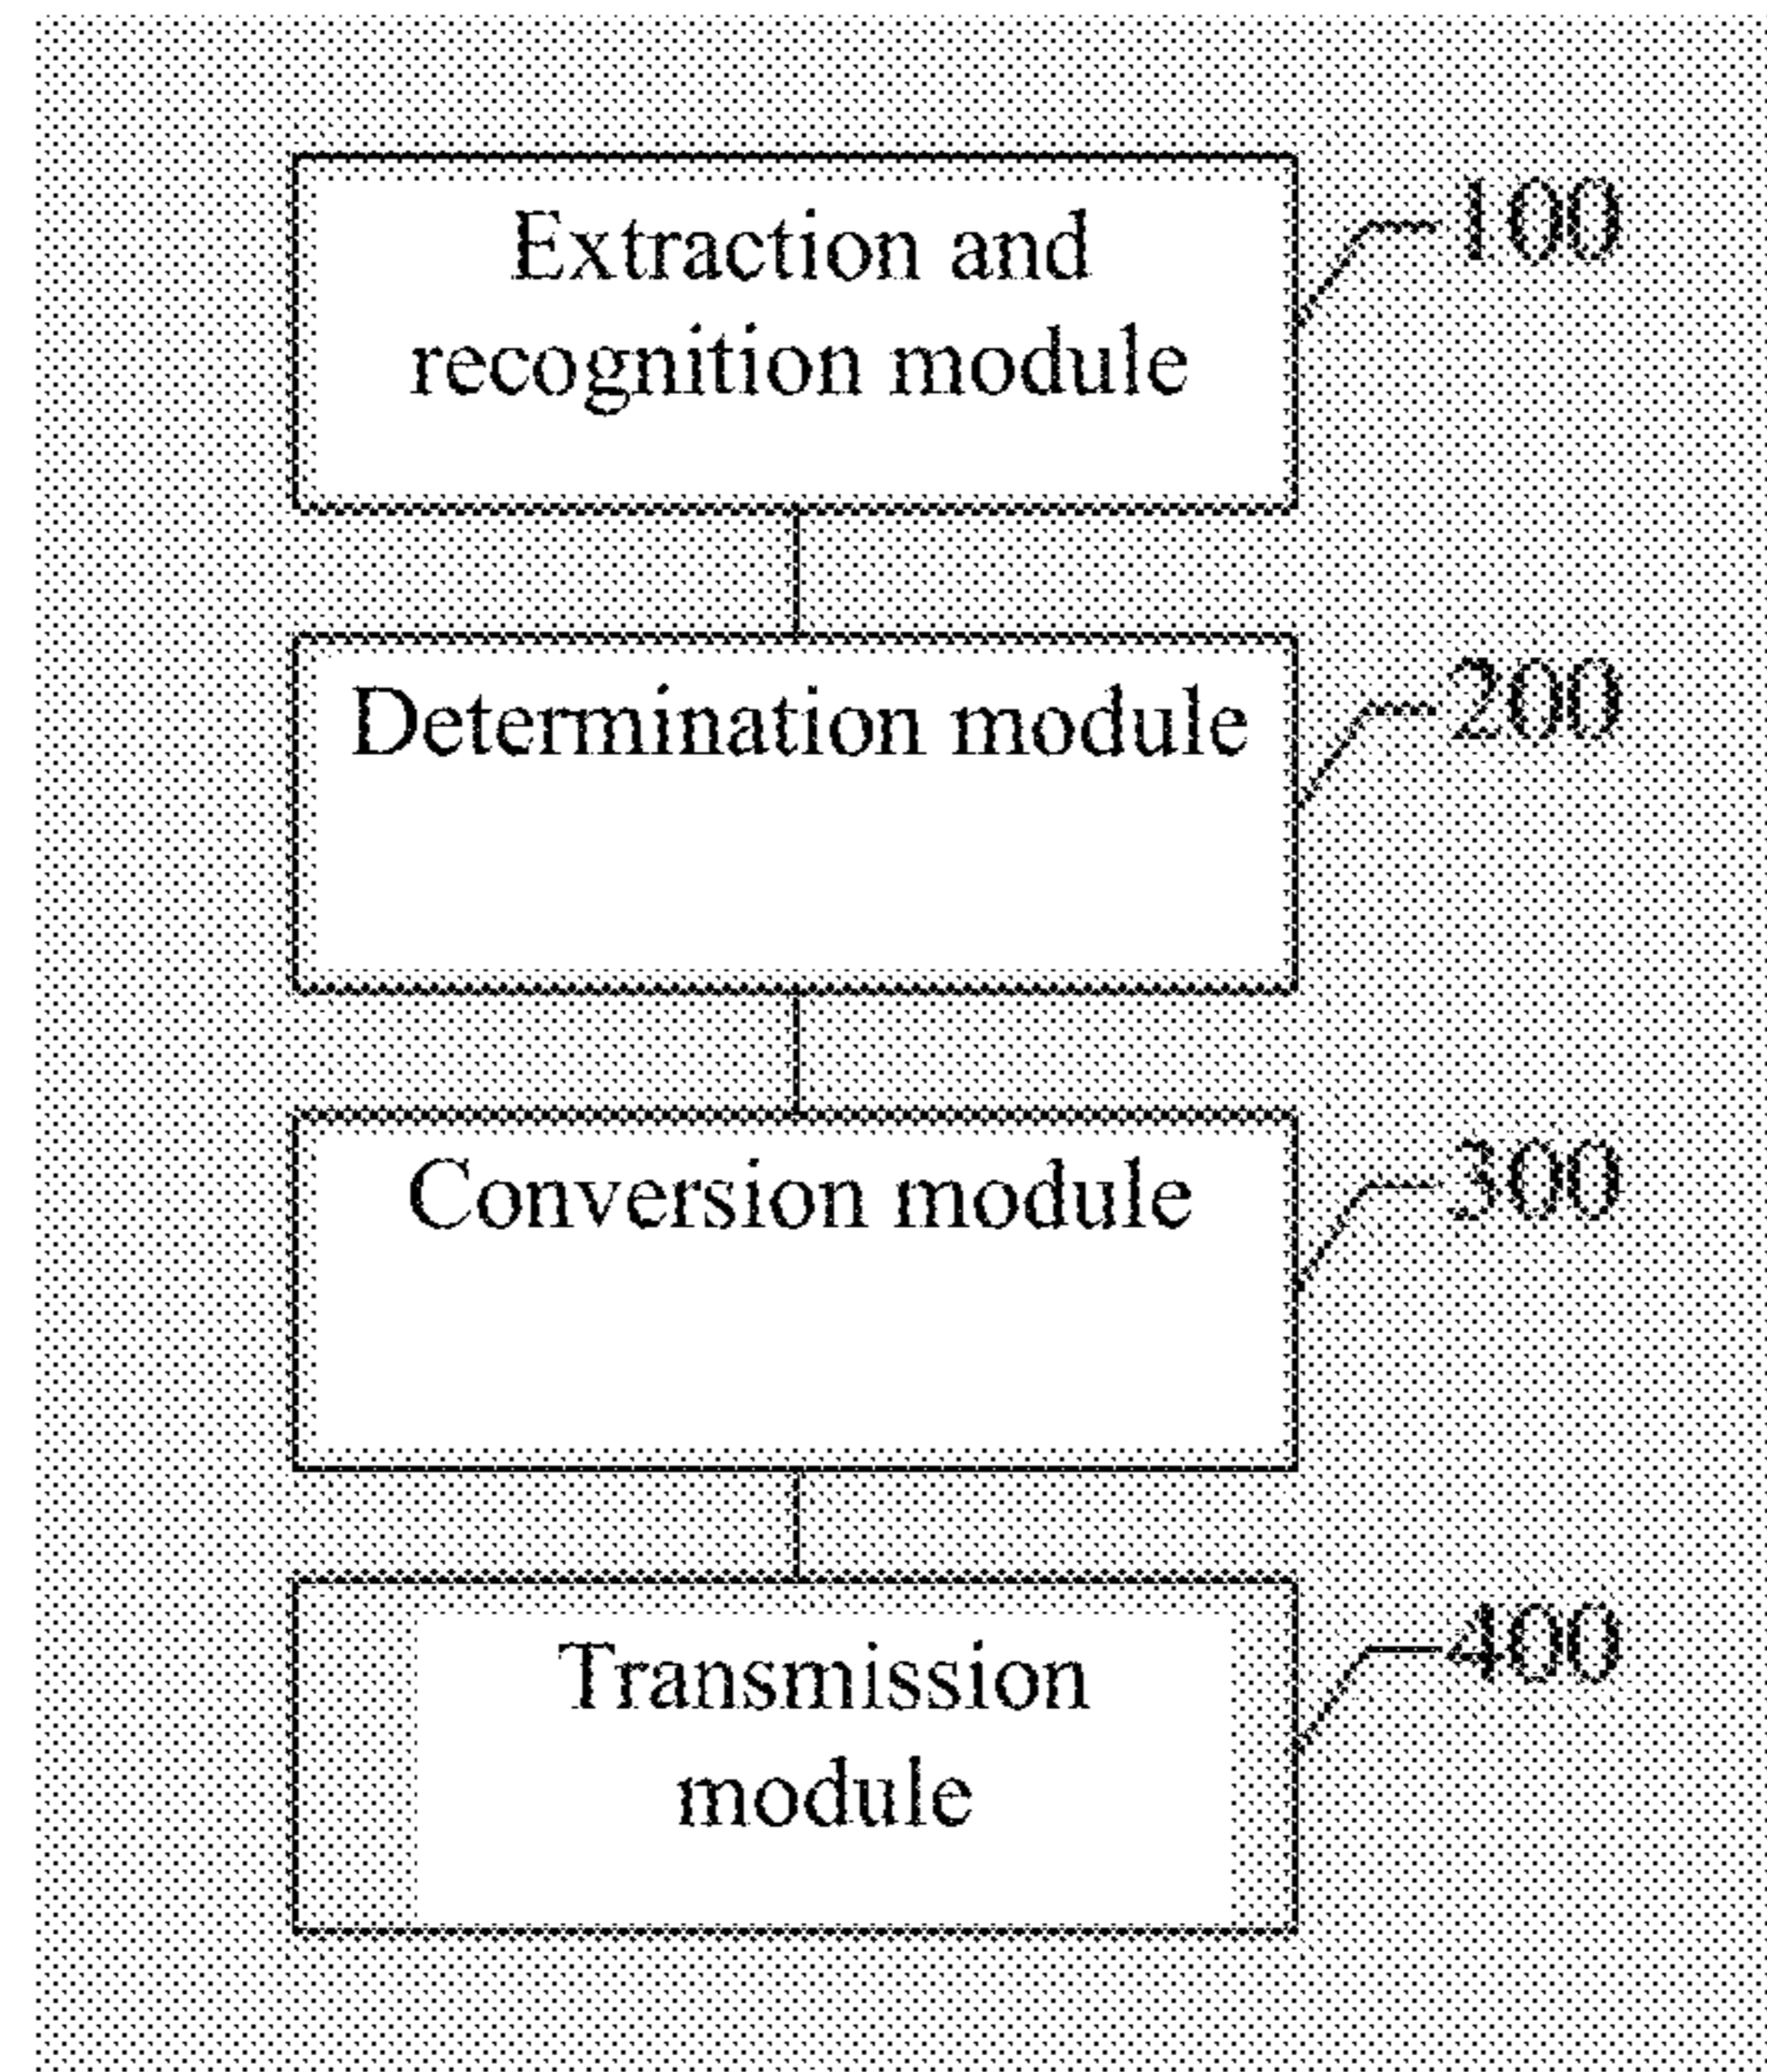 Extraction and
recognition module
100
Determination module
200
Conversion module
300
Transmission
module
400